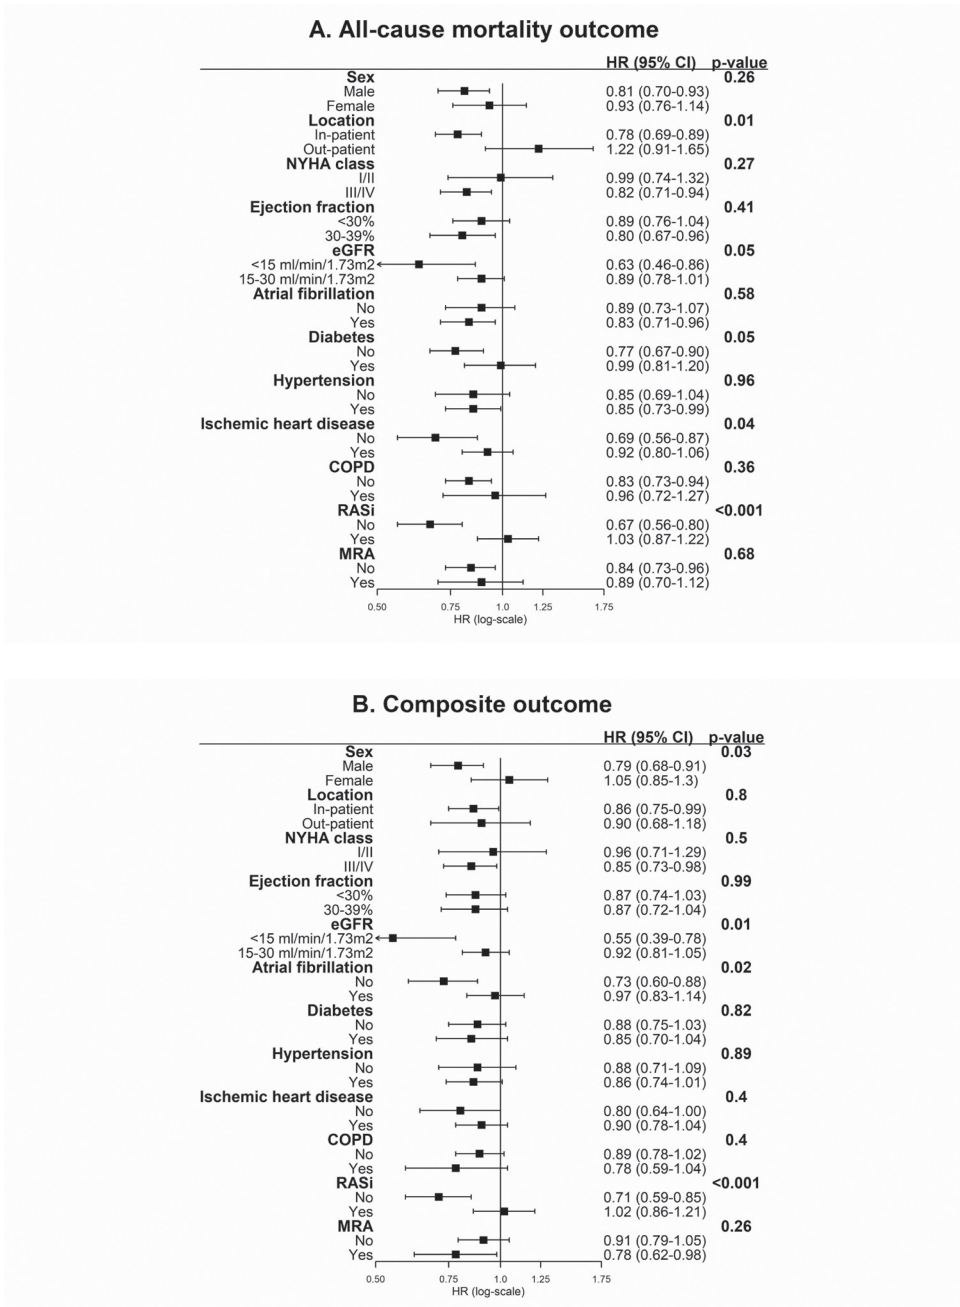 A. All-cause mortality outcome
HR (95% CI) p-value
Sex 0.26
Male 0.81 (0.70-0.93)
Female 0.93 (0.76-1.14)
Location 0.01
In-patient 0.78 (0.69-0.89)
Out-patient 1.22 (0.91-1.65)
NYHA class 0.27
I/II 0.99 (0.74-1.32)
III/IV 0.82 (0.71-0.94)
Ejection fraction 0.41
<30% 0.89 (0.76-1.04)
30-39% 0.80 (0.67-0.96)
eGFR 0.05
<15 ml/min/1.73m2 0.63 (0.46-0.86)
15-30 ml/min/1.73m2 0.89 (0.78-1.01)
Atrial fibrillation 0.58
No 0.89 (0.73-1.07)
Yes 0.83 (0.71-0.96)
Diabetes 0.05
No 0.77 (0.67-0.90)
Yes 0.99 (0.81-1.20)
Hypertension 0.96
No 0.85 (0.69-1.04)
Yes 0.85 (0.73-0.99)
Ischemic heart disease 0.04
No 0.69 (0.56-0.87)
Yes 0.92 (0.80-1.06)
COPD 0.36
No 0.83 (0.73-0.94)
Yes 0.96 (0.72-1.27)
RASi <0.001
No 0.67 (0.56-0.80)
Yes 1.03 (0.87-1.22)
MRA 0.68
No 0.84 (0.73-0.96)
Yes 0.89 (0.70-1.12)
0.50 0.75 1.0 1.25 1.75
HR (log-scale)
B. Composite outcome
HR (95% CI) p-value
Sex 0.03
Male 0.79 (0.68-0.91)
Female 1.05 (0.85-1.3)
Location 0.8
In-patient 0.86 (0.75-0.99)
Out-patient 0.90 (0.68-1.18)
NYHA class 0.5
I/II 0.96 (0.71-1.29)
III/IV 0.85 (0.73-0.98)
Ejection fraction 0.99
<30% 0.87 (0.74-1.03)
30-39% 0.87 (0.72-1.04)
eGFR 0.01
<15 ml/min/1.73m2 0.55 (0.39-0.78)
15-30 ml/min/1.73m2 0.92 (0.81-1.05)
Atrial fibrillation 0.02
No 0.73 (0.60-0.88)
Yes 0.97 (0.83-1.14)
Diabetes 0.82
No 0.88 (0.75-1.03)
Yes 0.85 (0.70-1.04)
Hypertension 0.89
No 0.88 (0.71-1.09)
Yes 0.86 (0.74-1.01)
Ischemic heart disease 0.4
No 0.80 (0.64-1.00)
Yes 0.90 (0.78-1.04)
COPD 0.4
No 0.89 (0.78-1.02)
Yes 0.78 (0.59-1.04)
RASi <0.001
No 0.71 (0.59-0.85)
Yes 1.02 (0.86-1.21)
MRA 0.26
No 0.91 (0.79-1.05)
Yes 0.78 (0.62-0.98)
0.50 0.75 1.0 1.25 1.75
HR (log-scale)